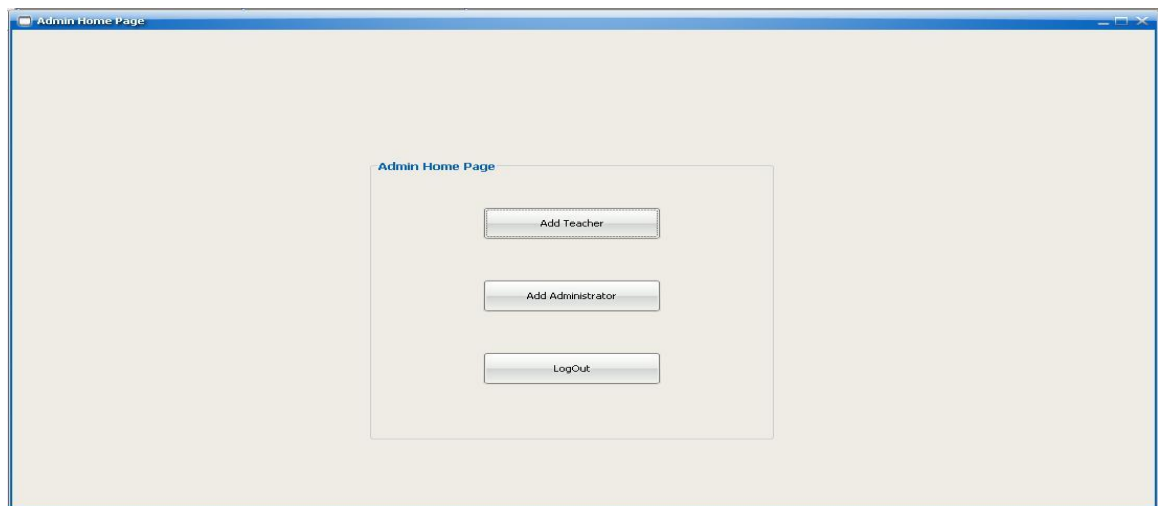 Admin Home Page
Admin Home Page
Add Teacher
Add Administrator
LogOut